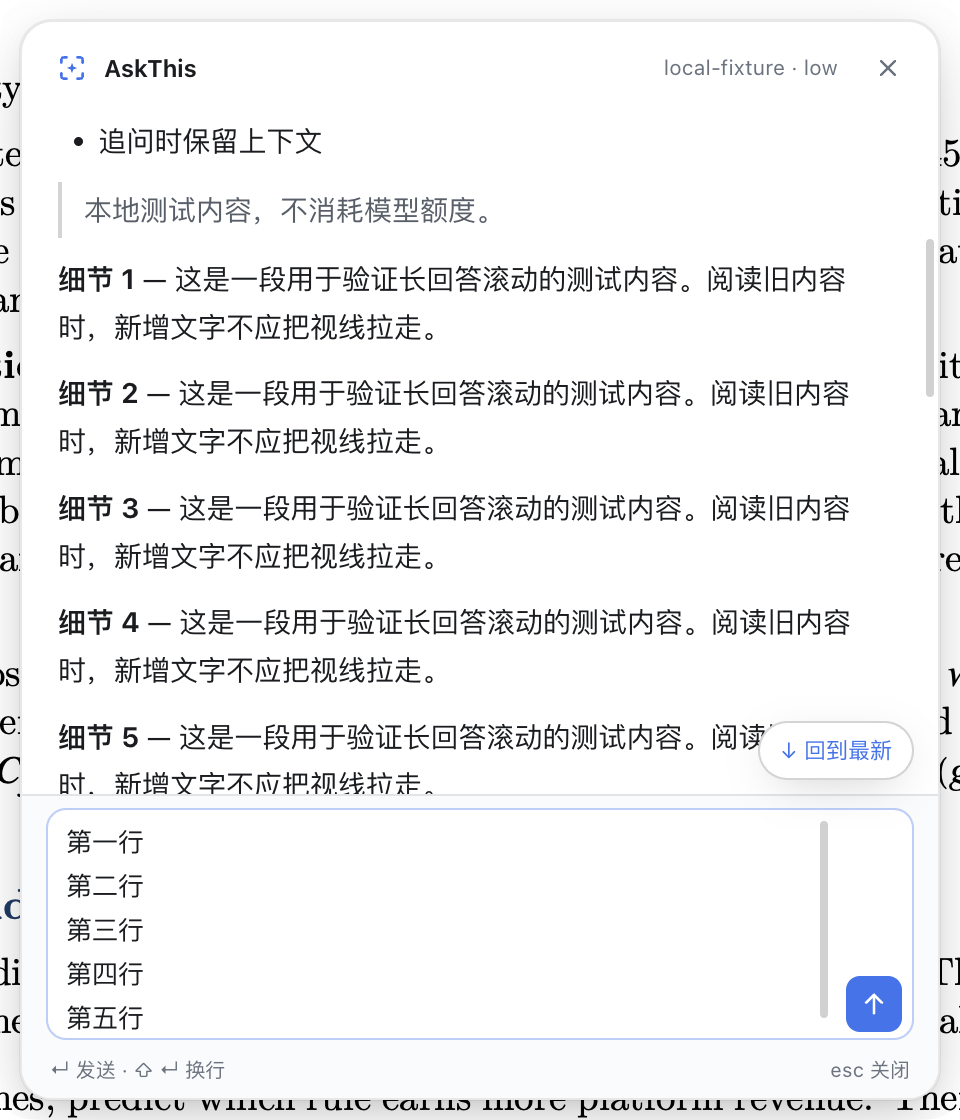 AskThis
local-fixture · low
• 追问时保留上下文
本地测试内容，不消耗模型额度。
细节 1 — 这是一段用于验证长回答滚动的测试内容。阅读旧内容
时，新增文字不应把视线拉走。
细节 2 — 这是一段用于验证长回答滚动的测试内容。阅读旧内容
时，新增文字不应把视线拉走。
细节 3 — 这是一段用于验证长回答滚动的测试内容。阅读旧内容
时，新增文字不应把视线拉走。
细节 4 — 这是一段用于验证长回答滚动的测试内容。阅读旧内容
时，新增文字不应把视线拉走。
细节 5 — 这是一段用于验证长回答滚动的测试内容。阅读
↓ 回到最新
时，新增文字不应把视线拉走。
第一行
第二行
第三行
第四行
第五行
↵ 发送 · ⇧ ↵ 换行
esc 关闭
predict which rule earns more platform revenue.